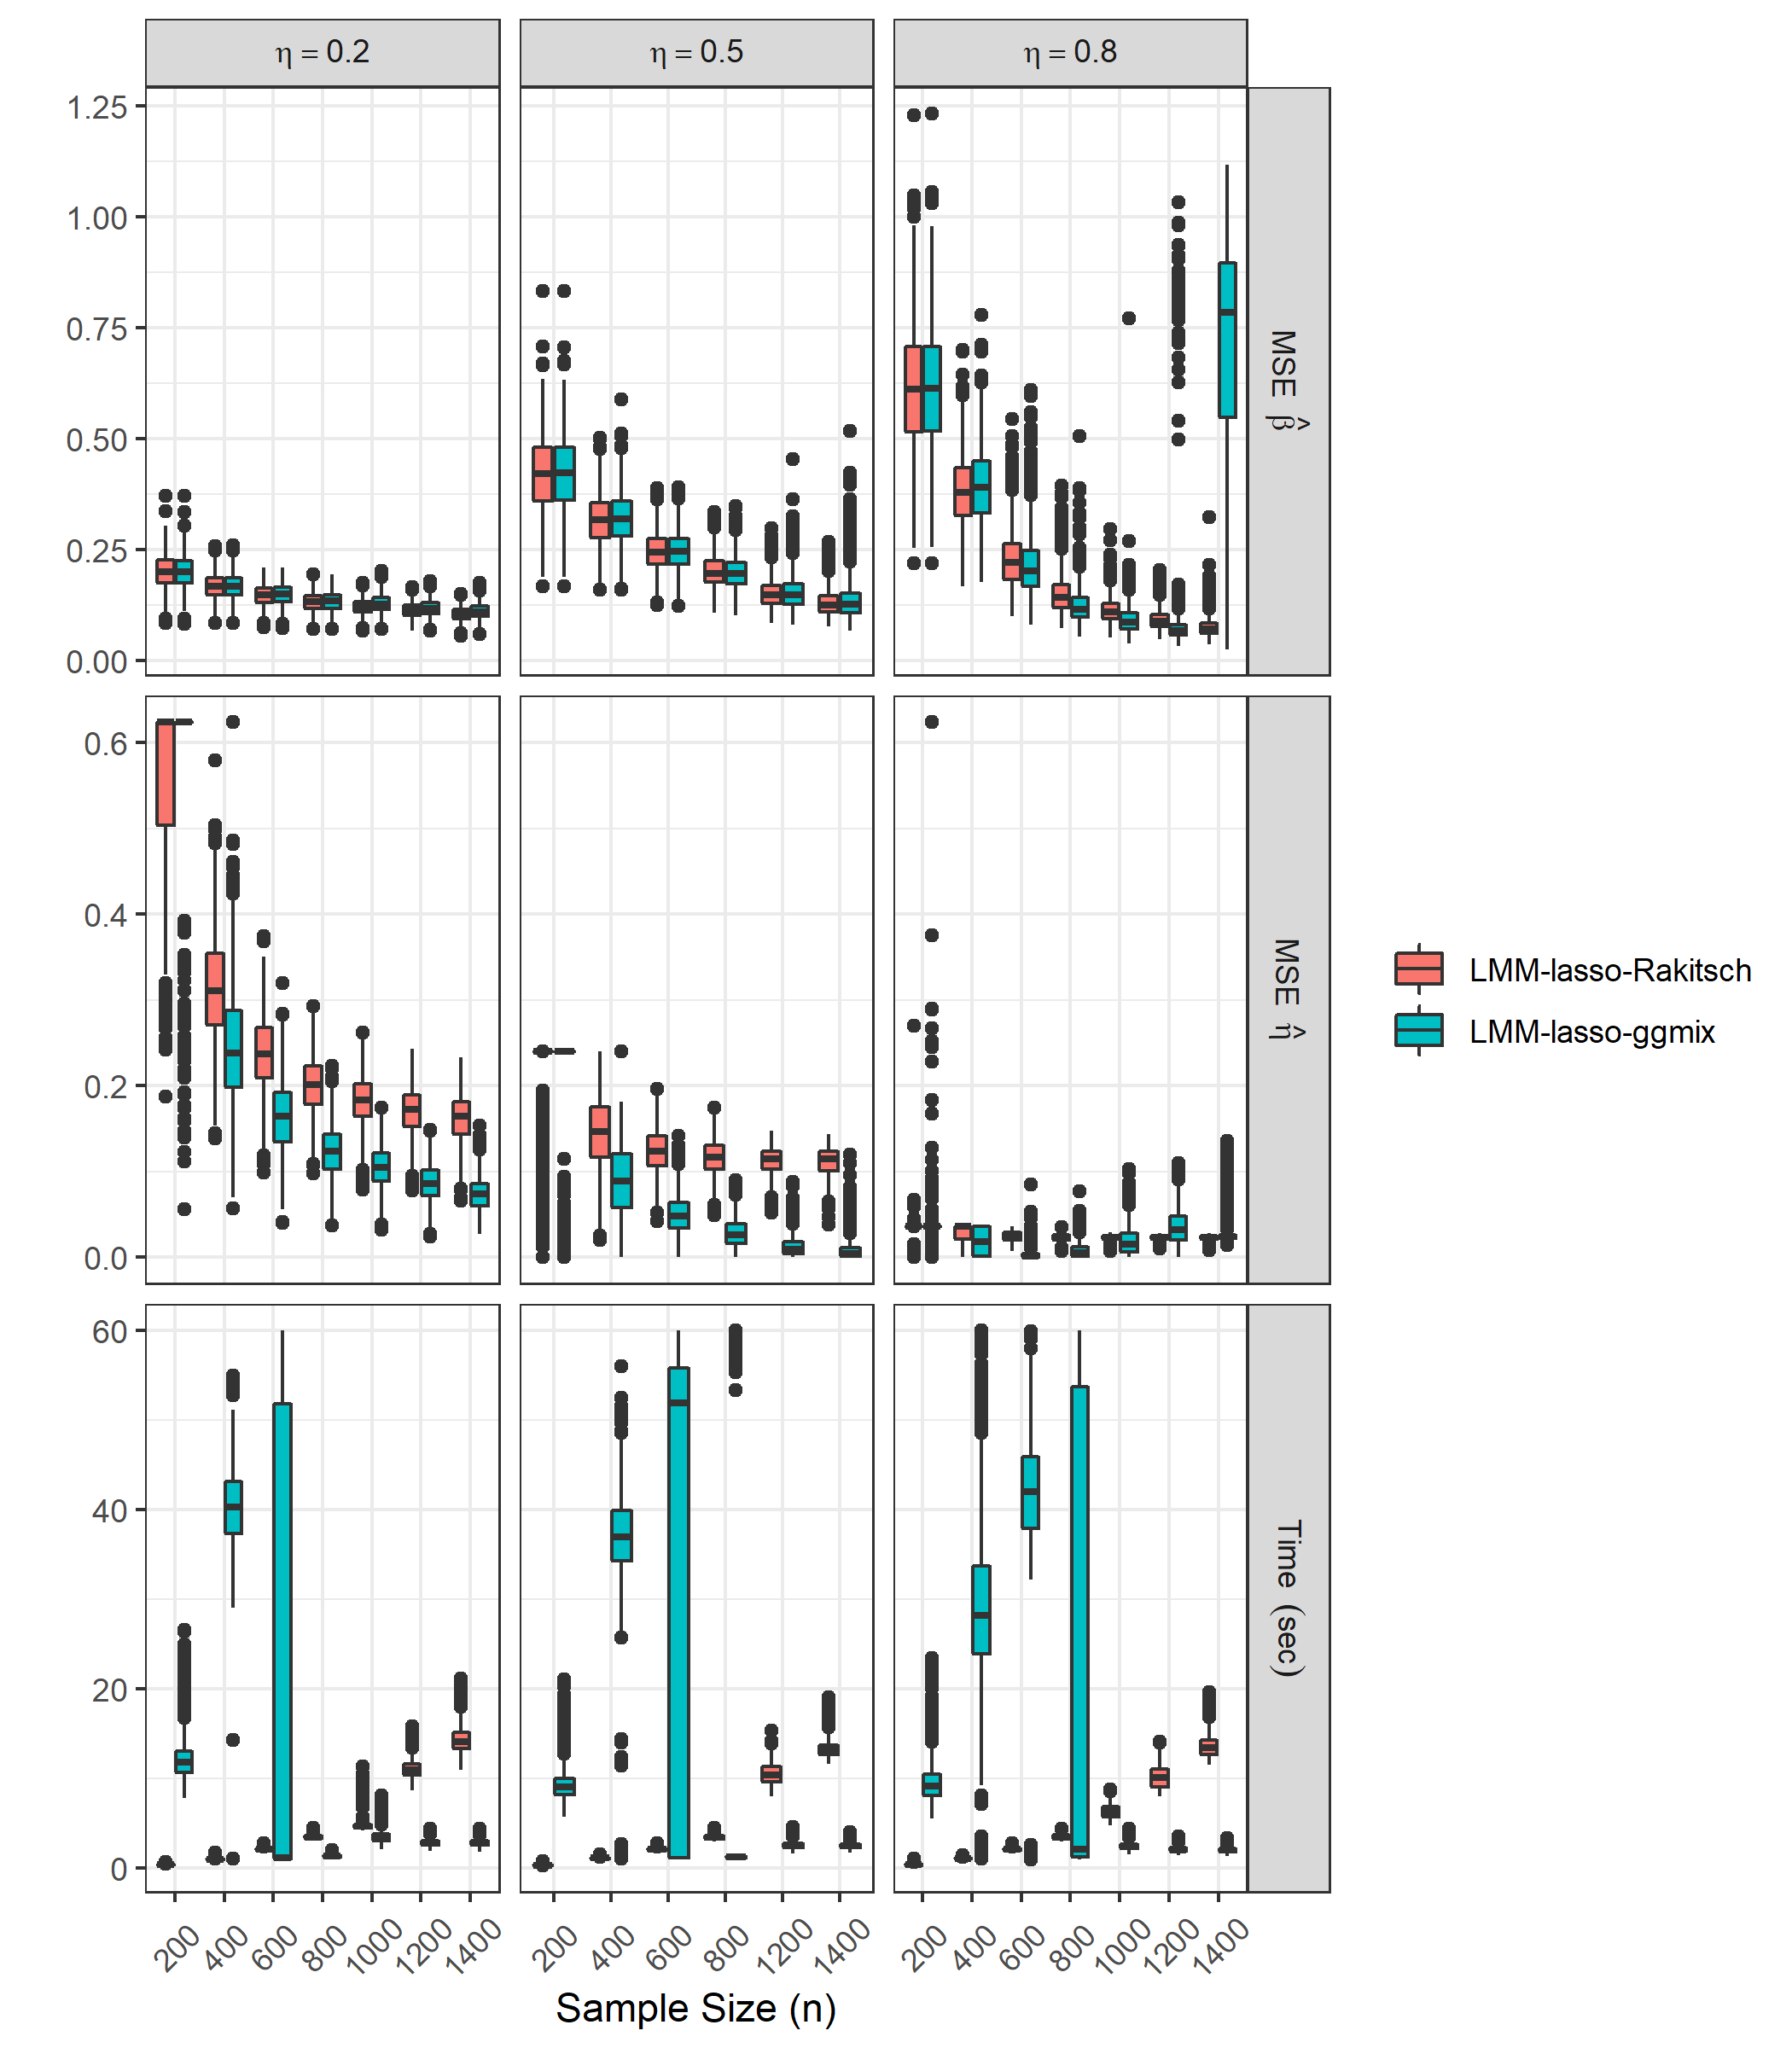 η = 0.2
η = 0.5
η = 0.8
1.25
1.00
0.75
0.50
0.25
0.00
MSE β̂
0.6
0.4
0.2
0.0
MSE η̂
60
40
20
0
Time (sec)
200 400 600 800 1000 1200 1400
200 400 600 800 1200 1400
200 400 600 800 1000 1200 1400
Sample Size (n)
LMM-lasso-Rakitsch
LMM-lasso-ggmix